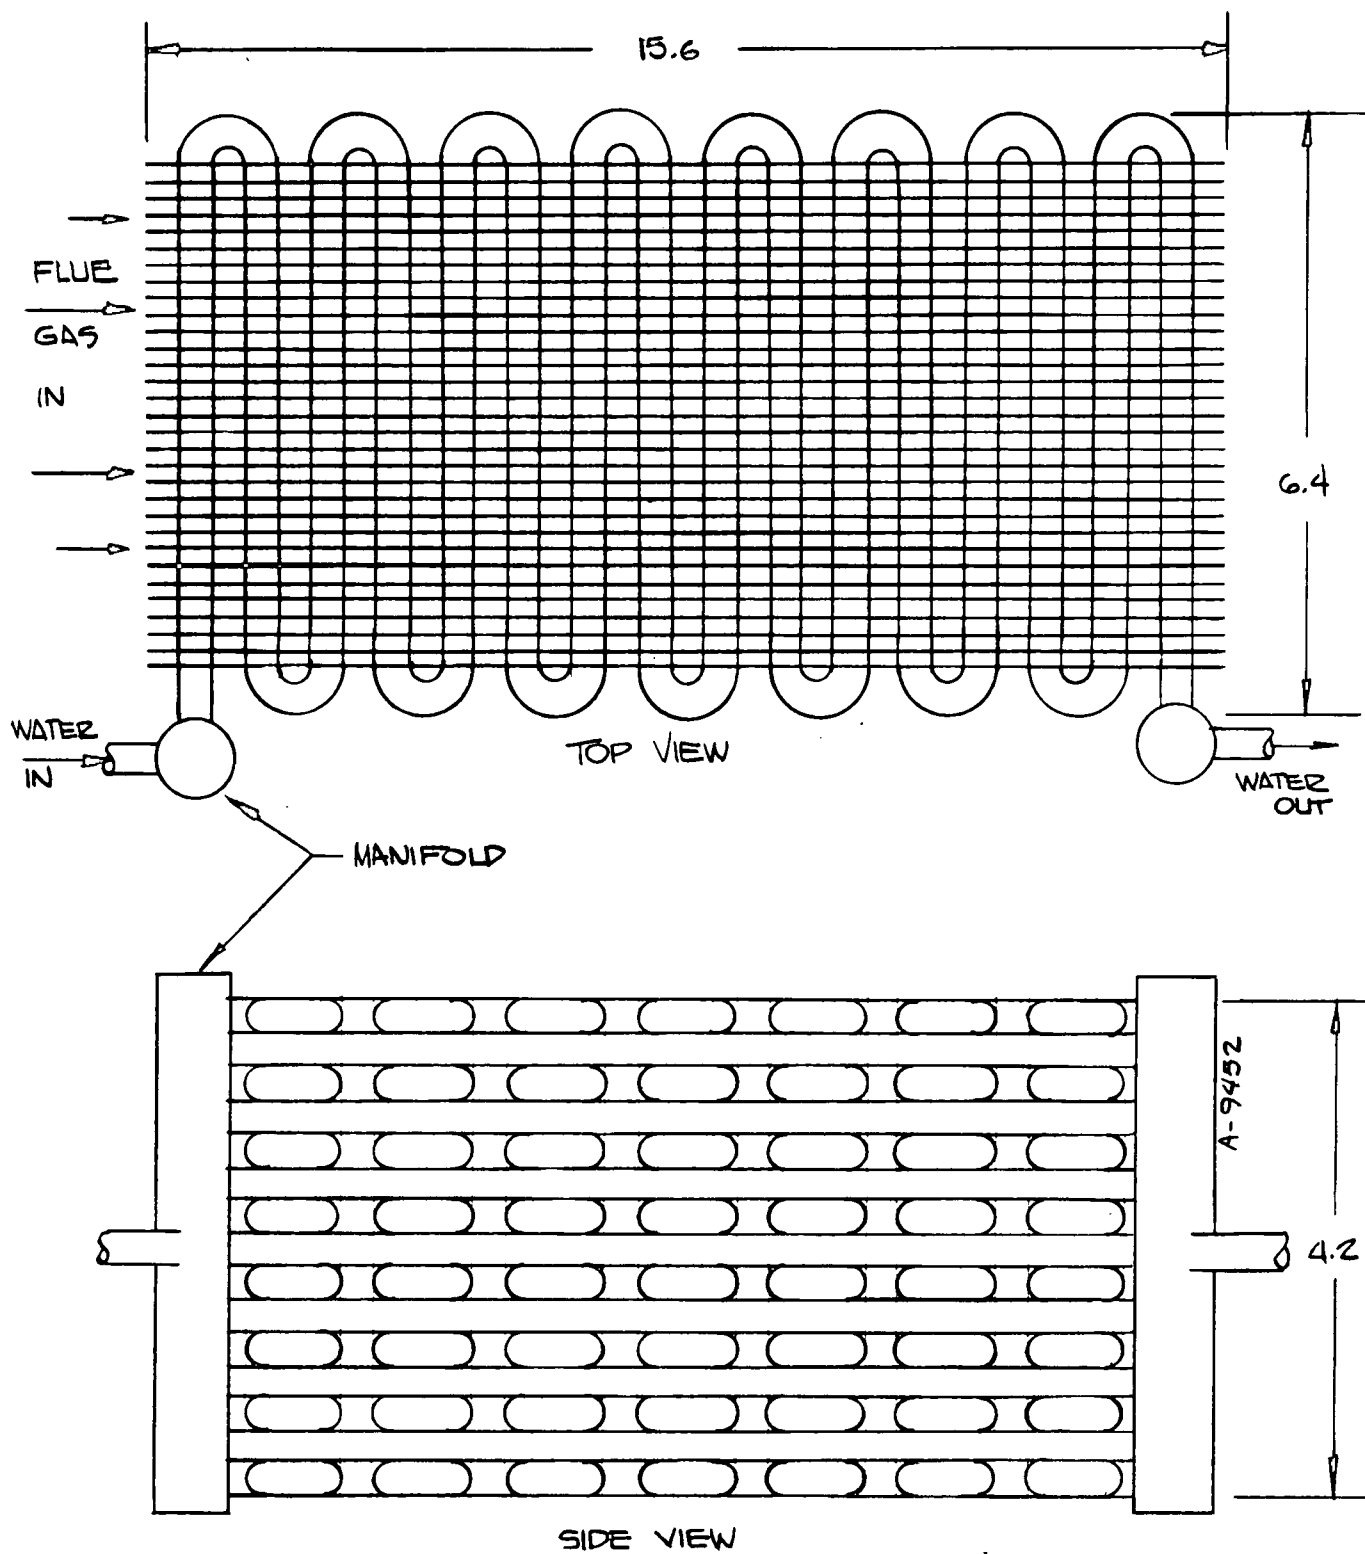 15.6
FLUE
GAS
IN
6.4
WATER
IN
TOP VIEW
WATER
OUT
MANIFOLD
A-9452
4.2
SIDE VIEW